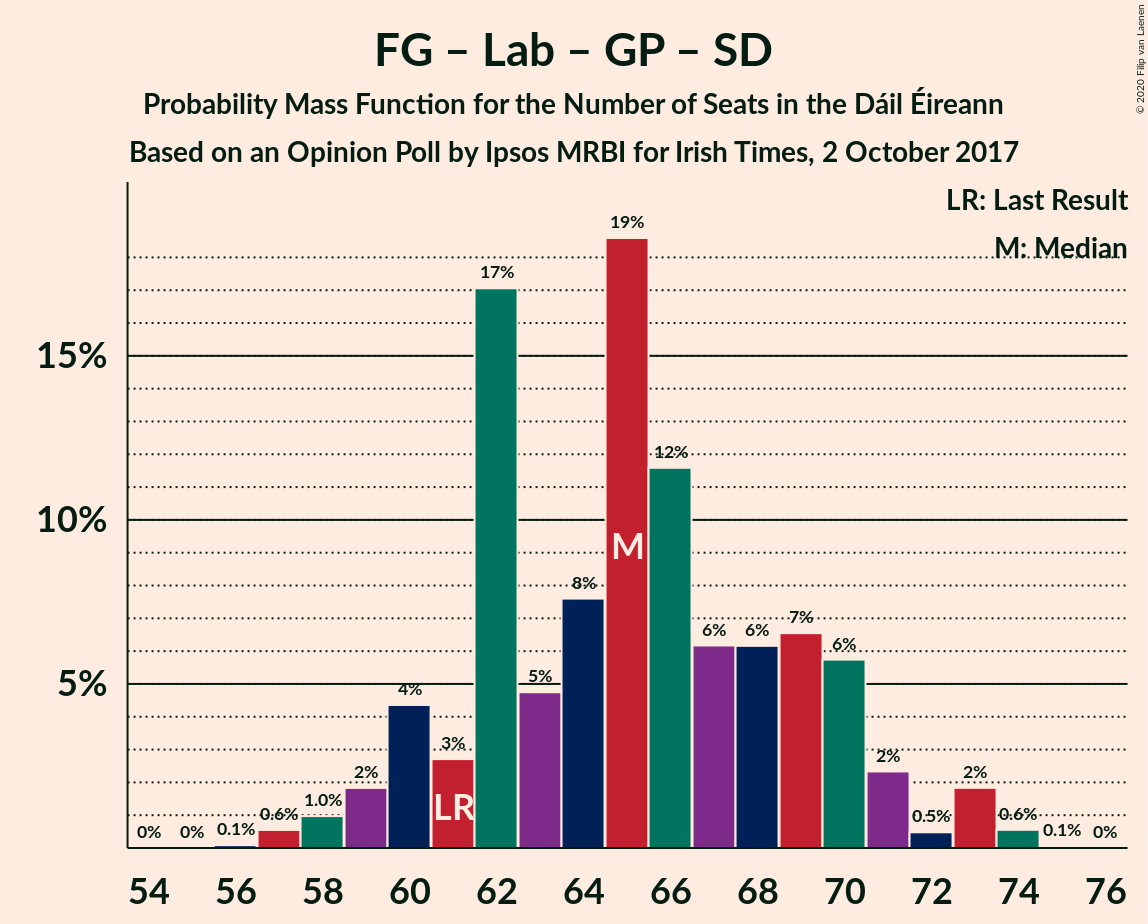 FG – Lab – GP – SD
Probability Mass Function for the Number of Seats in the Dáil Éireann
Based on an Opinion Poll by Ipsos MRBI for Irish Times, 2 October 2017
© 2020 Filip van Laenen
LR: Last Result
M: Median
15%
10%
5%
0%
0%
0.1%
0.6%
1.0%
2%
4%
3%
17%
5%
8%
19%
12%
6%
6%
7%
6%
2%
0.5%
2%
0.6%
0.1%
0%
LR
M
54 56 58 60 62 64 66 68 70 72 74 76